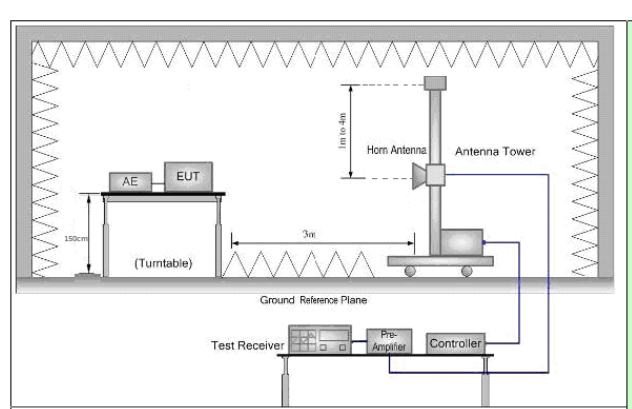 1m to 4m
Horn Antenna
Antenna Tower
AE
EUT
150cm
(Turntable)
3m
Ground Reference Plane
Test Receiver
Pre-
Amplifier
Controller